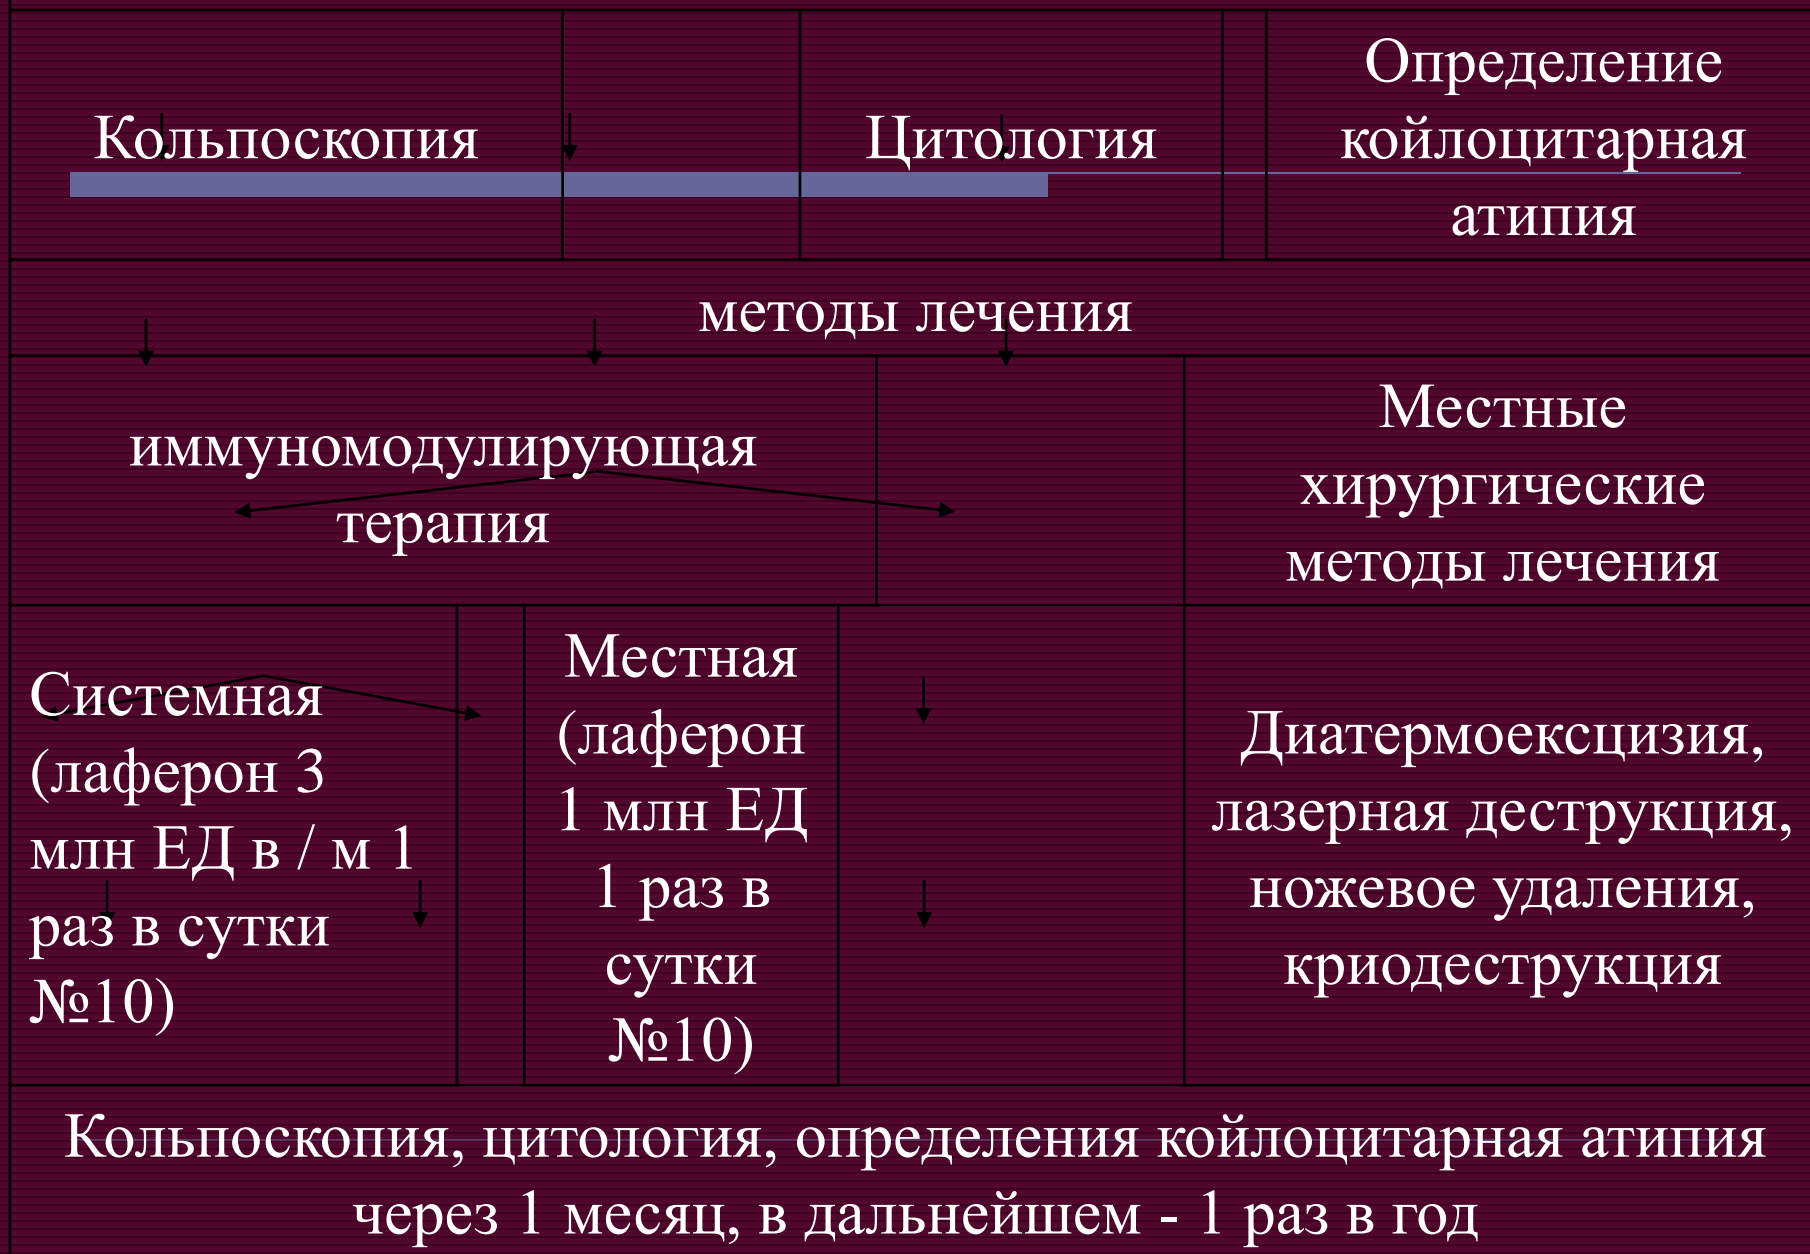 Кольпоскопия
Цитология
Определение
койлоцитарная
атипия
методы лечения
иммуномодулирующая
терапия
Местные
хирургические
методы лечения
Системная
(лаферон 3
млн ЕД в / м 1
раз в сутки
№10)
Местная
(лаферон
1 млн ЕД
1 раз в
сутки
№10)
Диатермоексцизия,
лазерная деструкция,
ножевое удаления,
криодеструкция
Кольпоскопия, цитология, определения койлоцитарная атипия
через 1 месяц, в дальнейшем - 1 раз в год